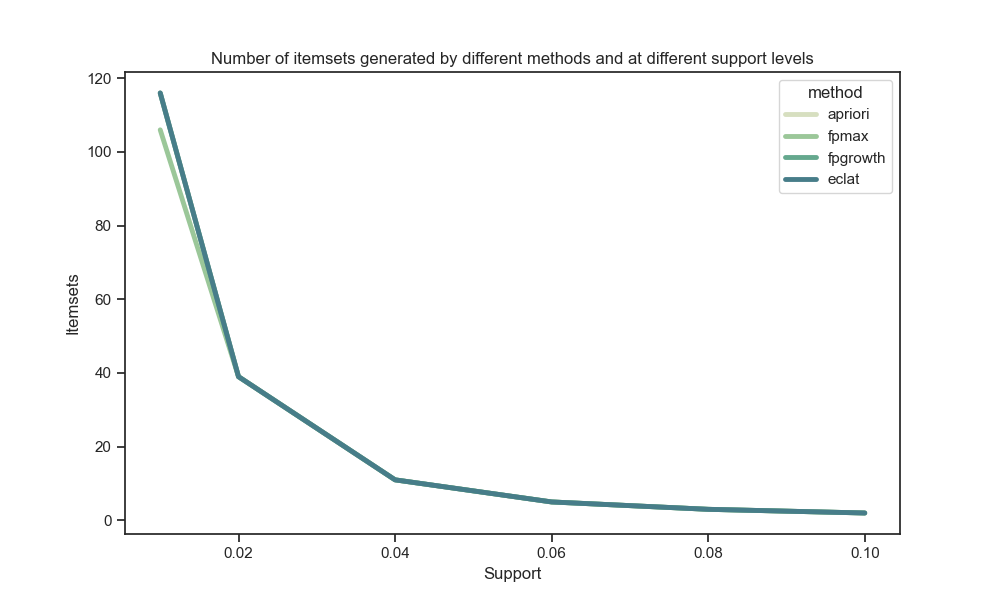 Number of itemsets generated by different methods and at different support levels
120
100
80
60
40
20
0
Itemsets
method
apriori
fpmax
fpgrowth
eclat
0.02 0.04 0.06 0.08 0.10
Support